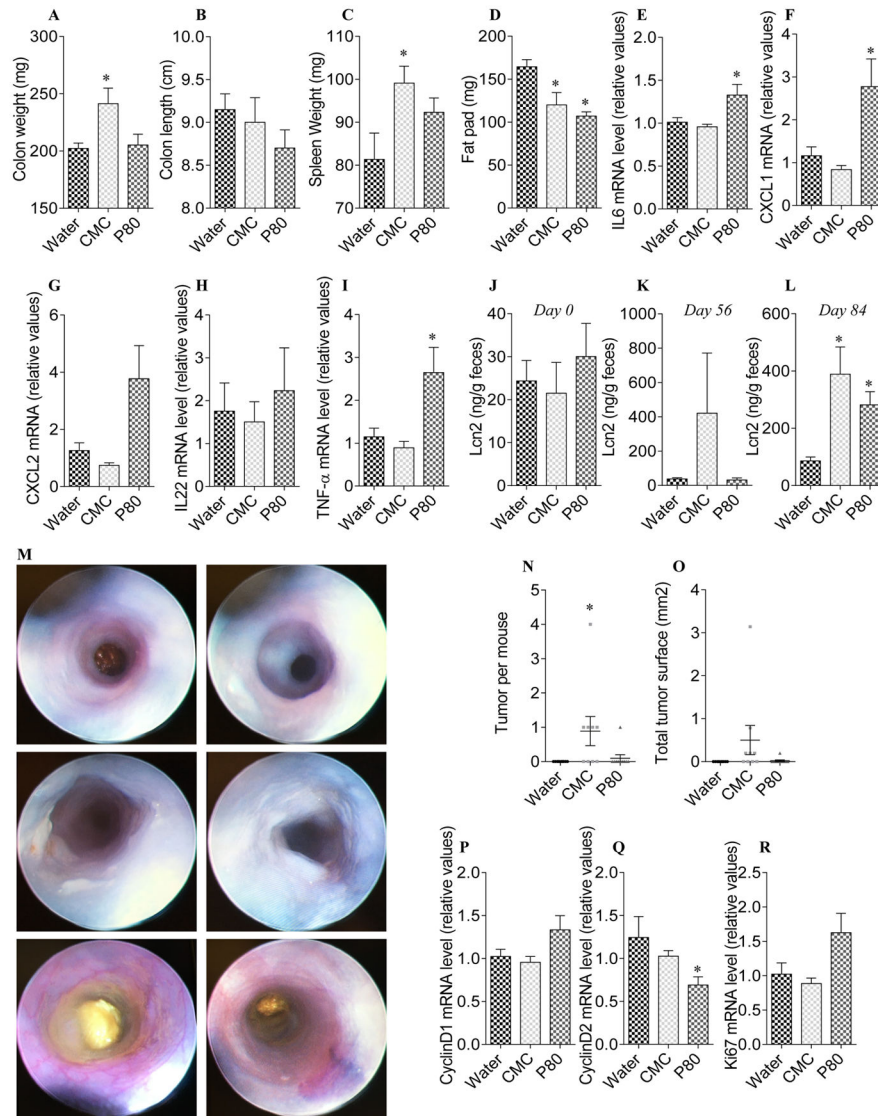 A
Colon weight (mg)
300
250
200
150
*
Water
CMC
P80
B
Colon length (cm)
10.0
9.5
9.0
8.5
8.0
Water
CMC
P80
C
Spleen Weight (mg)
110
100
90
80
70
*
Water
CMC
P80
D
Fat pad (mg)
200
150
100
50
0
*
*
Water
CMC
P80
E
IL6 mRNA level (relative values)
2.0
1.5
1.0
0.5
0.0
*
Water
CMC
P80
F
CXCL1 mRNA (relative values)
4
3
2
1
0
*
Water
CMC
P80
G
CXCL2 mRNA (relative values)
6
4
2
0
Water
CMC
P80
H
IL22 mRNA level (relative values)
4
3
2
1
0
Water
CMC
P80
I
TNF-α mRNA level (relative values)
4
3
2
1
0
*
Water
CMC
P80
J
Day 0
Lcn2 (ng/g feces)
40
30
20
10
0
Water
CMC
P80
K
Day 56
Lcn2 (ng/g feces)
1000
800
600
400
200
0
Water
CMC
P80
L
Day 84
Lcn2 (ng/g feces)
600
400
200
0
*
*
Water
CMC
P80
M
N
Tumor per mouse
5
4
3
2
1
0
*
Water
CMC
P80
O
Total tumor surface (mm2)
4
3
2
1
0
Water
CMC
P80
P
CyclinD1 mRNA level (relative values)
2.0
1.5
1.0
0.5
0.0
Water
CMC
P80
Q
CyclinD2 mRNA level (relative values)
2.0
1.5
1.0
0.5
0.0
*
Water
CMC
P80
R
Ki67 mRNA level (relative values)
2.5
2.0
1.5
1.0
0.5
0.0
Water
CMC
P80